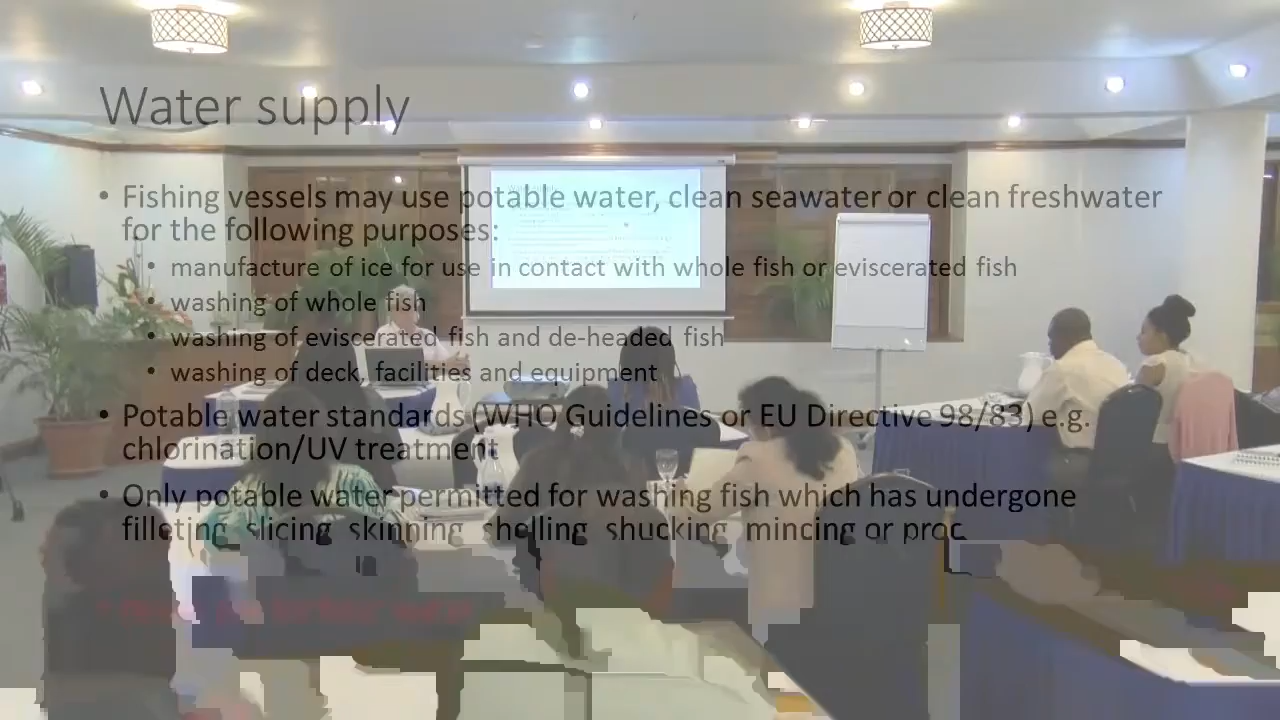 Water supply
• Fishing vessels may use potable water, clean seawater or clean freshwater
for the following purposes:
• manufacture of ice for use in contact with whole fish or eviscerated fish
• washing of whole fish
• washing of eviscerated fish and de-headed fish
• washing of deck, facilities and equipment
• Potable water standards (WHO Guidelines or EU Directive 98/83) e.g.
chlorination/UV treatment
• Only potable water permitted for washing fish which has undergone
filleting, slicing, skinning, shelling, shucking, mincing or